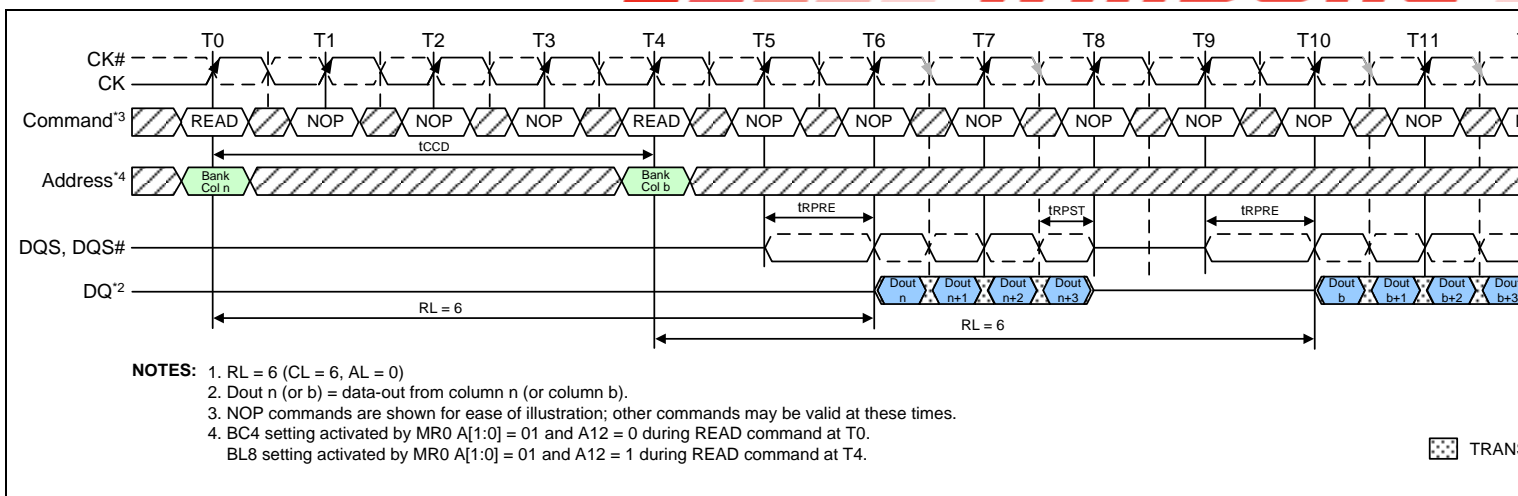 T0 T1 T2 T3 T4 T5 T6 T7 T8 T9 T10 T11
CK#
CK
Command*3 READ NOP NOP NOP READ NOP NOP NOP NOP NOP NOP NOP
tCCD
Address*4 Bank Col n Bank Col b
tRPRE tRPST tRPRE
DQS, DQS#
DQ*2 Dout n Dout n+1 Dout n+2 Dout n+3 Dout b Dout b+1 Dout b+2 Dout b+3
RL = 6
RL = 6
NOTES: 1. RL = 6 (CL = 6, AL = 0)
2. Dout n (or b) = data-out from column n (or column b).
3. NOP commands are shown for ease of illustration; other commands may be valid at these times.
4. BC4 setting activated by MR0 A[1:0] = 01 and A12 = 0 during READ command at T0.
BL8 setting activated by MR0 A[1:0] = 01 and A12 = 1 during READ command at T4.
TRANS